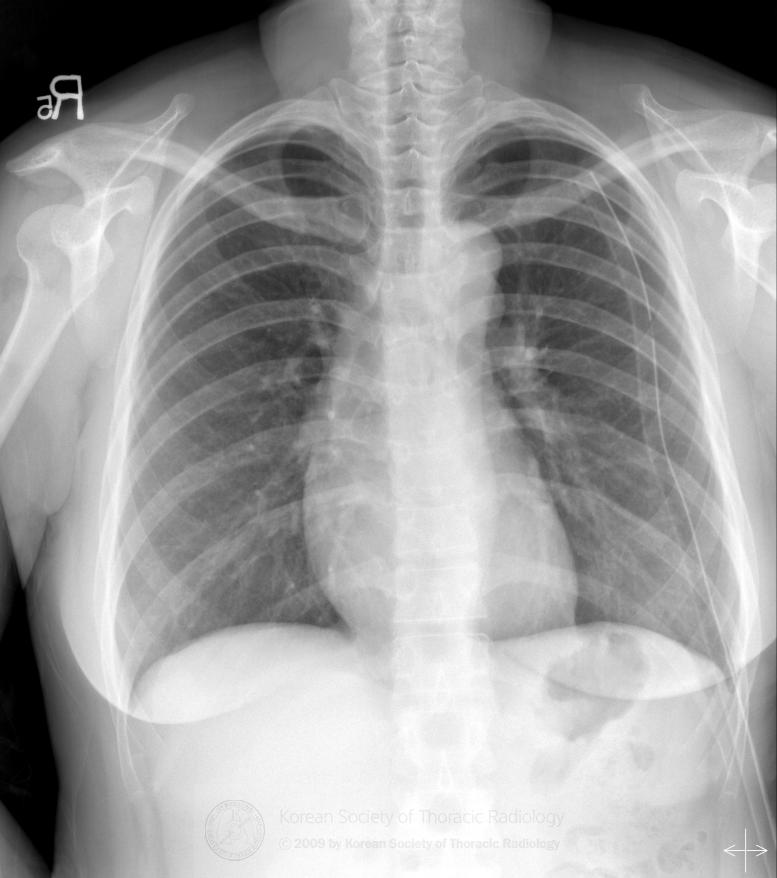 R
Korean Society of Thoracic Radiology
© 2009 by Korean Society of Thoracic Radiology